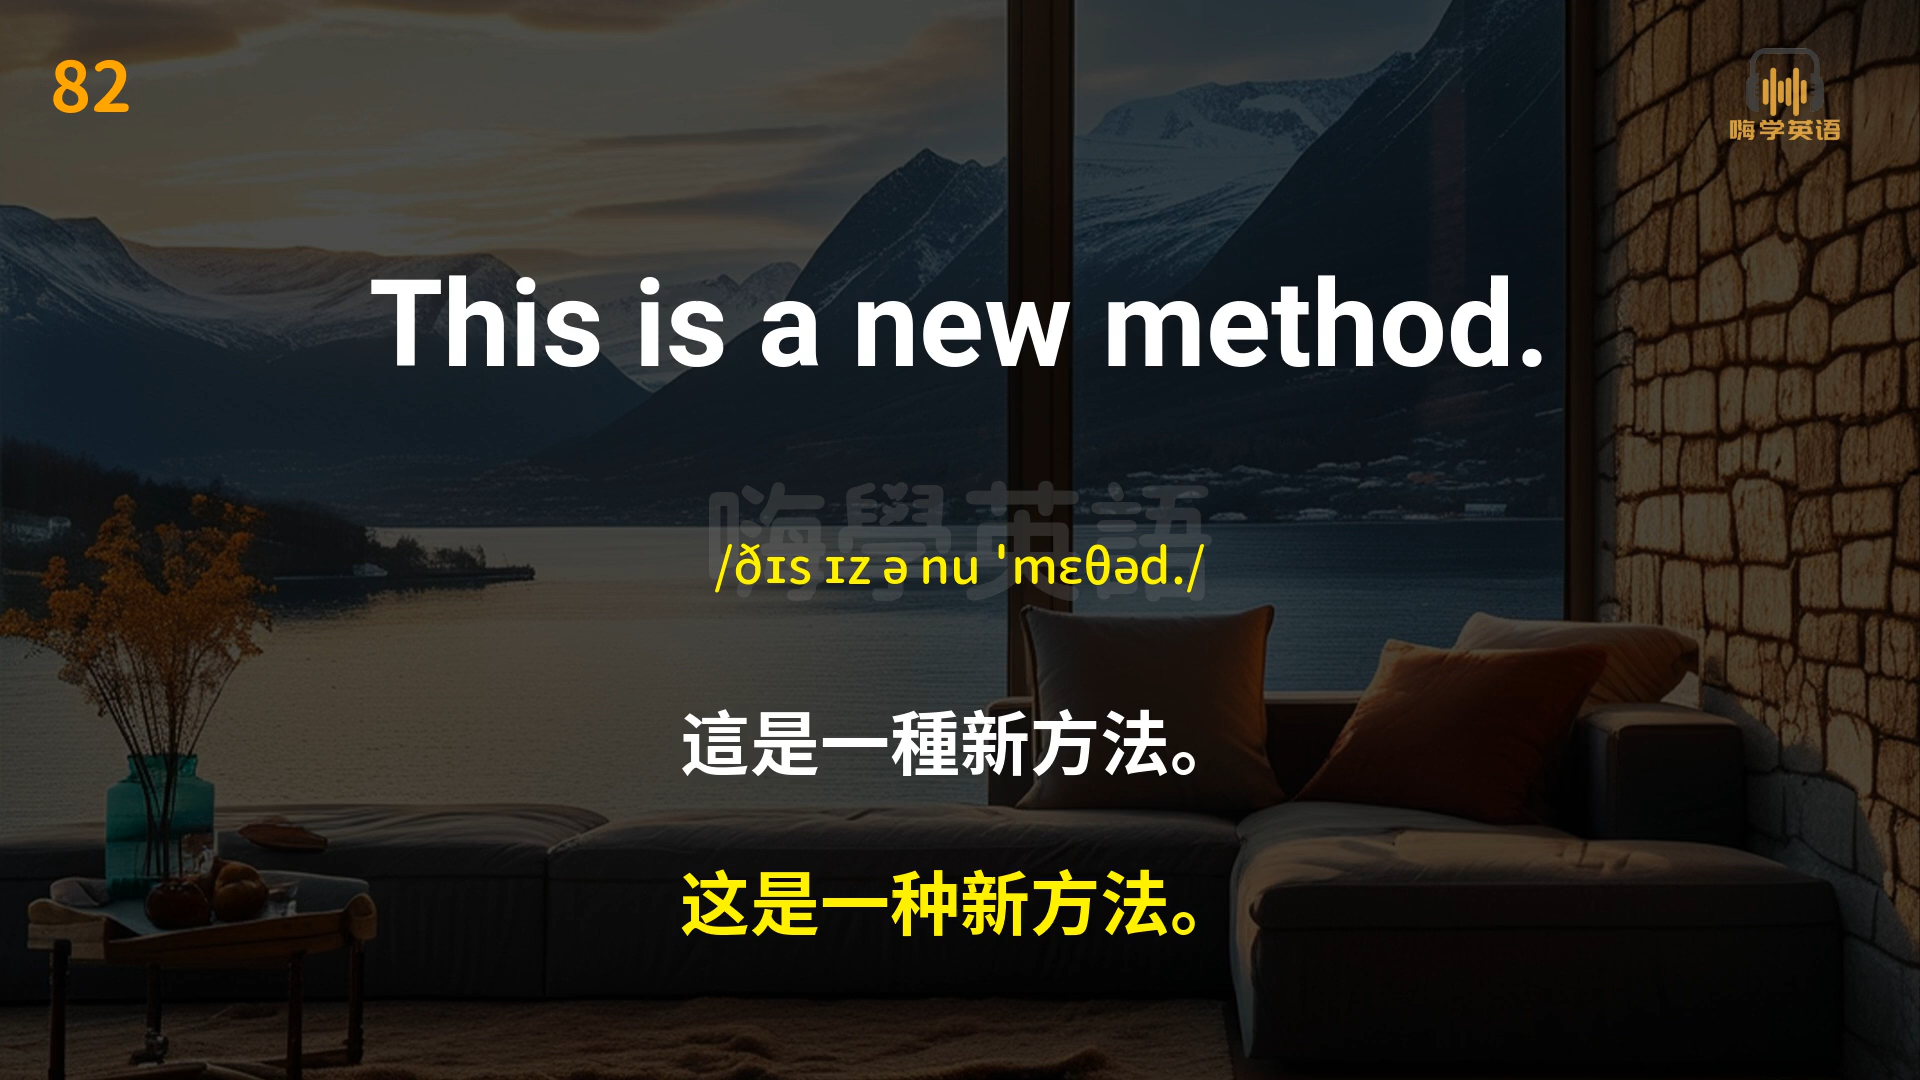 82
嗨学英语
This is a new method.
嗨學英語
/ðɪs ɪz ə nu ˈmɛθəd./
這是一種新方法。
这是一种新方法。